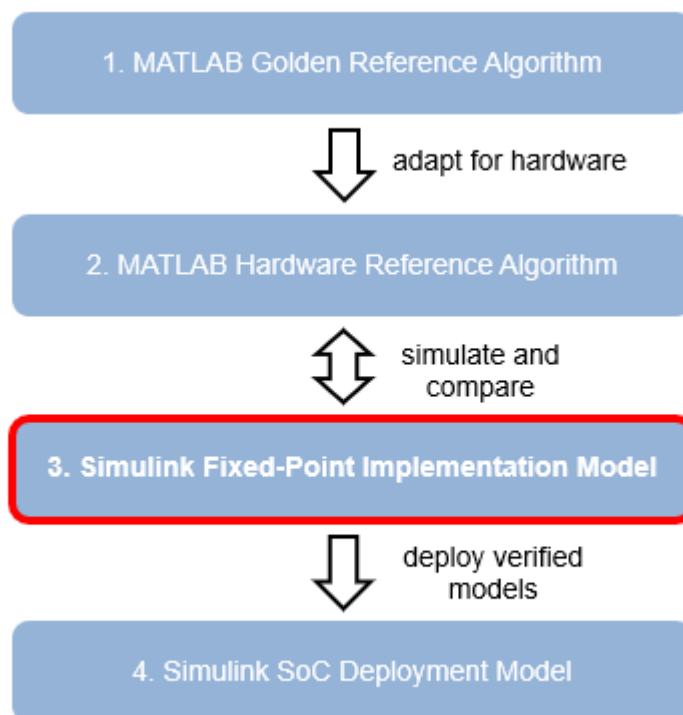 1. MATLAB Golden Reference Algorithm
adapt for hardware
2. MATLAB Hardware Reference Algorithm
simulate and
compare
3. Simulink Fixed-Point Implementation Model
deploy verified
models
4. Simulink SoC Deployment Model